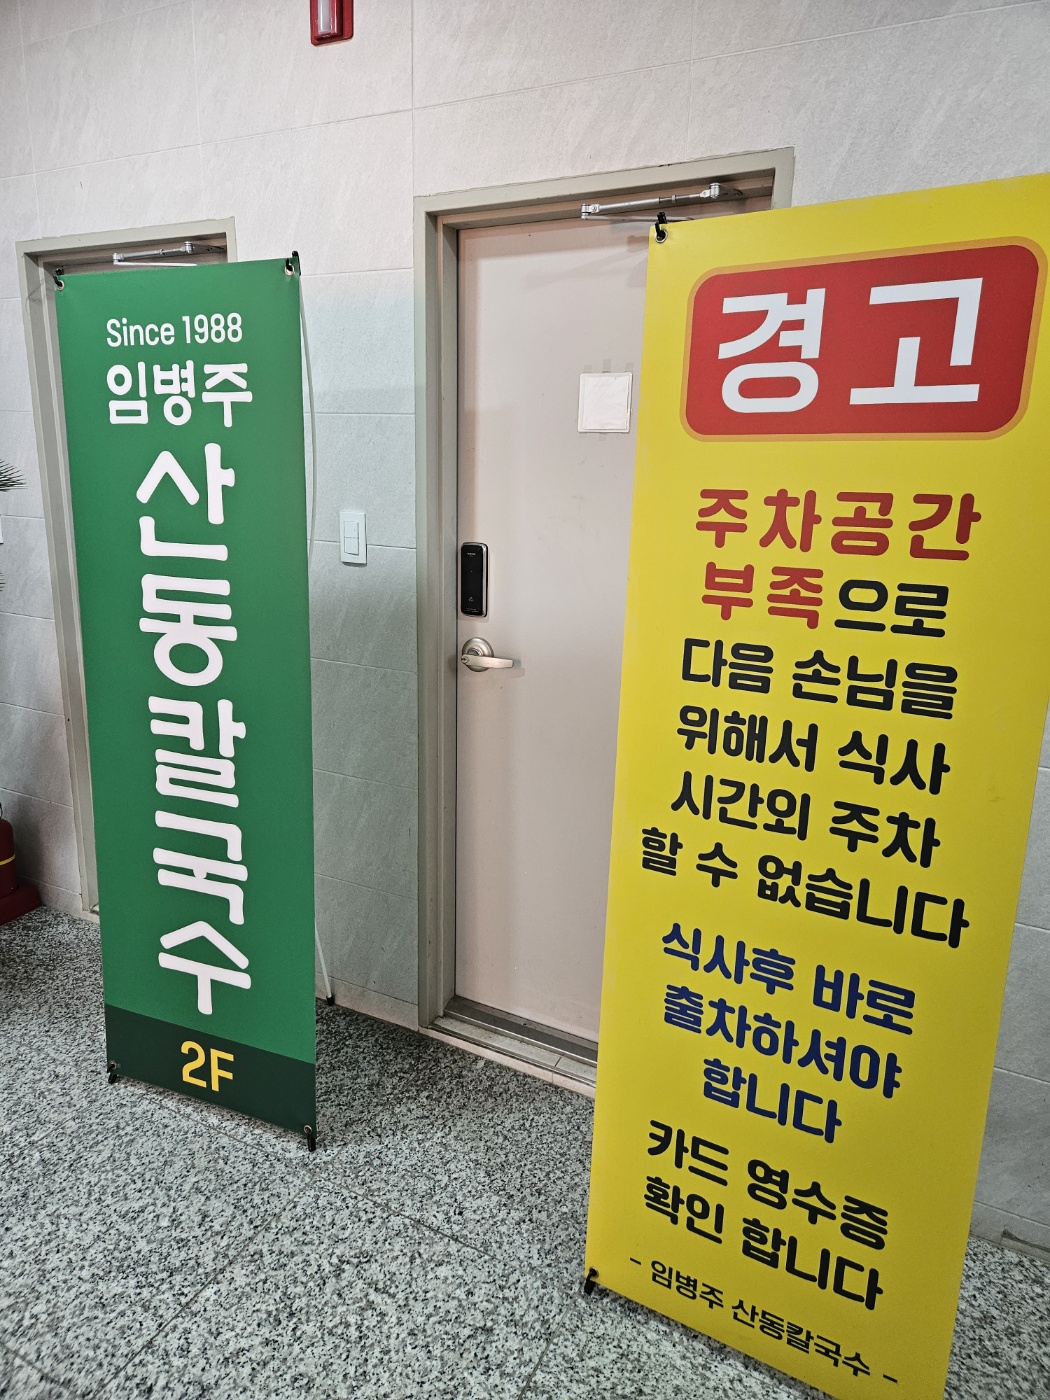 Since 1988
임병주
산동칼국수
2F
경고
주차공간
부족으로
다음 손님을
위해서 식사
시간외 주차
할 수 없습니다
식사후 바로
출차하셔야
합니다
카드 영수증
확인 합니다
- 임병주 산동칼국수 -